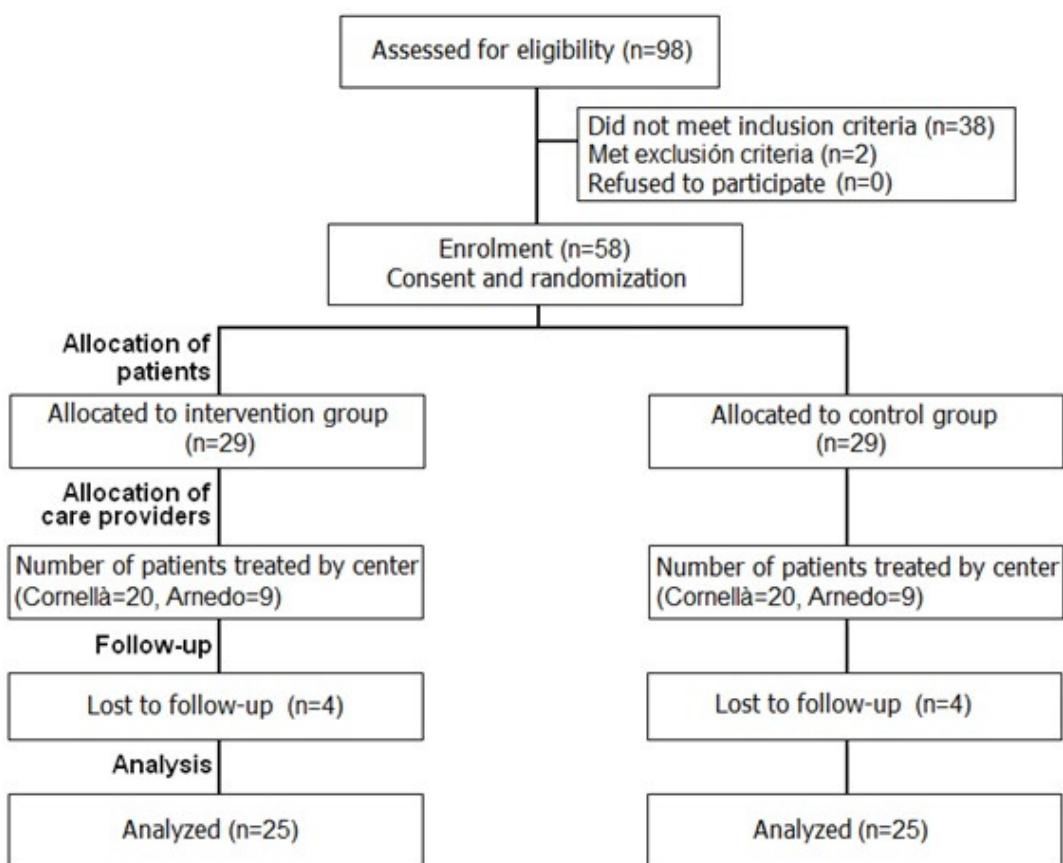 Assessed for eligibility (n=98)
Did not meet inclusion criteria (n=38)
Met exclusión criteria (n=2)
Refused to participate (n=0)
Enrolment (n=58)
Consent and randomization
Allocation of
patients
Allocated to intervention group
(n=29)
Allocated to control group
(n=29)
Allocation of
care providers
Number of patients treated by center
(Cornellà=20, Arnedo=9)
Number of patients treated by center
(Cornellà=20, Arnedo=9)
Follow-up
Lost to follow-up (n=4)
Lost to follow-up (n=4)
Analysis
Analyzed (n=25)
Analyzed (n=25)